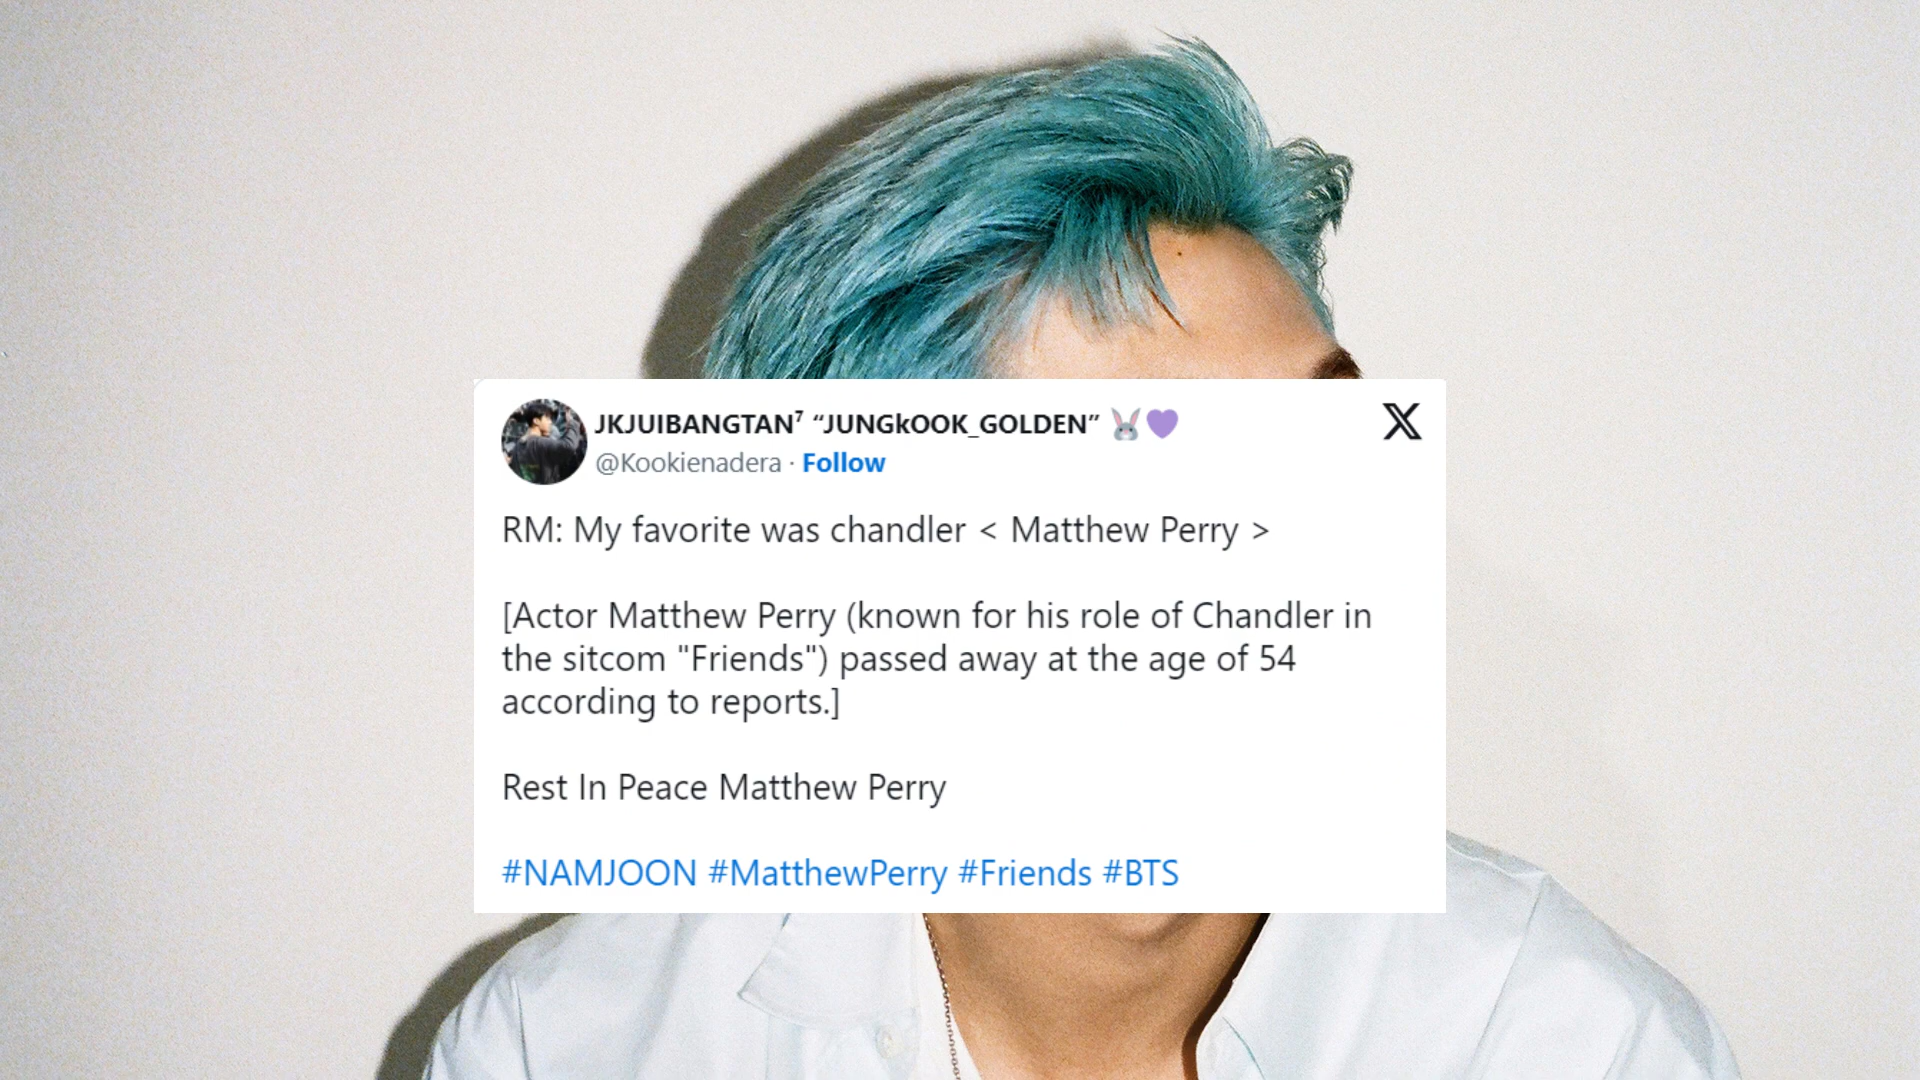 JKJUIBANGTAN⁷ “JUNGkOOK_GOLDEN” 🐰💜
@Kookienadera · Follow
RM: My favorite was chandler < Matthew Perry >
[Actor Matthew Perry (known for his role of Chandler in
the sitcom "Friends") passed away at the age of 54
according to reports.]
Rest In Peace Matthew Perry
#NAMJOON #MatthewPerry #Friends #BTS